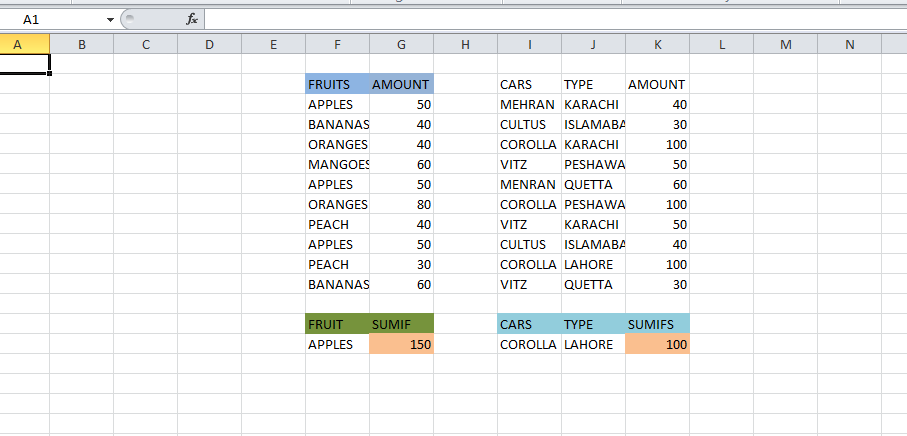 A1 fx
A B C D E F G H I J K L M N
FRUITS AMOUNT CARS TYPE AMOUNT
APPLES 50 MEHRAN KARACHI 40
BANANAS 40 CULTUS ISLAMABA 30
ORANGES 40 COROLLA KARACHI 100
MANGOES 60 VITZ PESHAWA 50
APPLES 50 MENRAN QUETTA 60
ORANGES 80 COROLLA PESHAWA 100
PEACH 40 VITZ KARACHI 50
APPLES 50 CULTUS ISLAMABA 40
PEACH 30 COROLLA LAHORE 100
BANANAS 60 VITZ QUETTA 30
FRUIT SUMIF CARS TYPE SUMIFS
APPLES 150 COROLLA LAHORE 100